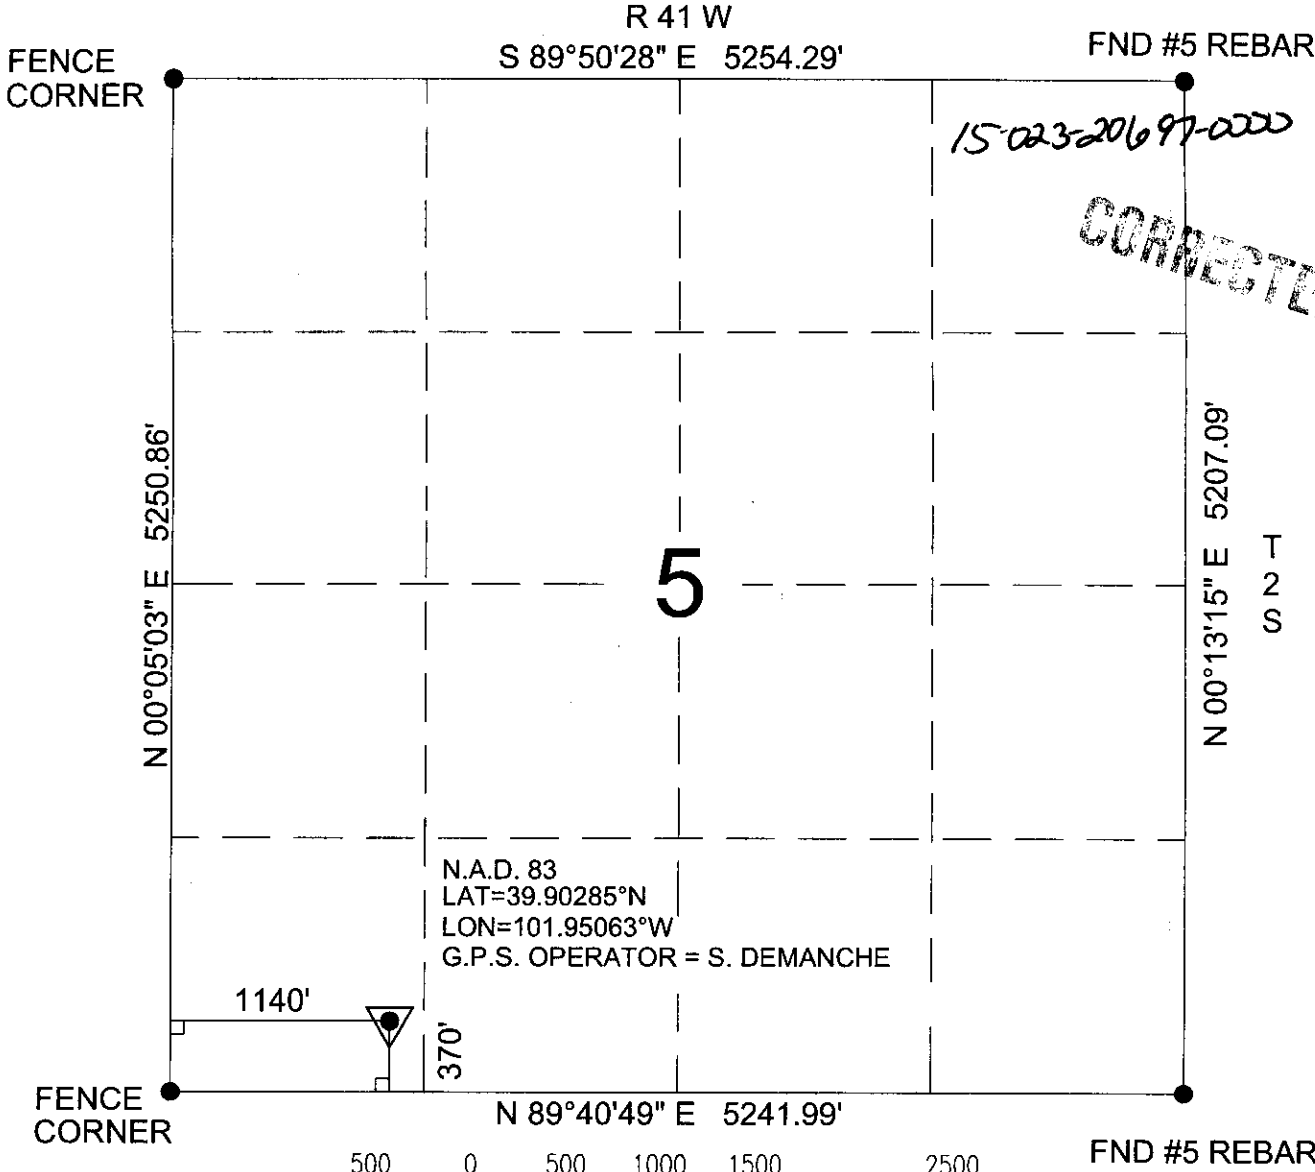 R 41 W
S 89°50'28" E 5254.29'
FENCE
CORNER
FND #5 REBAR
15-023-20697-0000
CORRECTE
N 00°05'03" E 5250.86'
N 00°13'15" E 5207.09'
T
2
S
5
N.A.D. 83
LAT=39.90285°N
LON=101.95063°W
G.P.S. OPERATOR = S. DEMANCHE
1140'
370'
FENCE
CORNER
N 89°40'49" E 5241.99'
FND #5 REBAR
500 0 500 1000 1500 2500